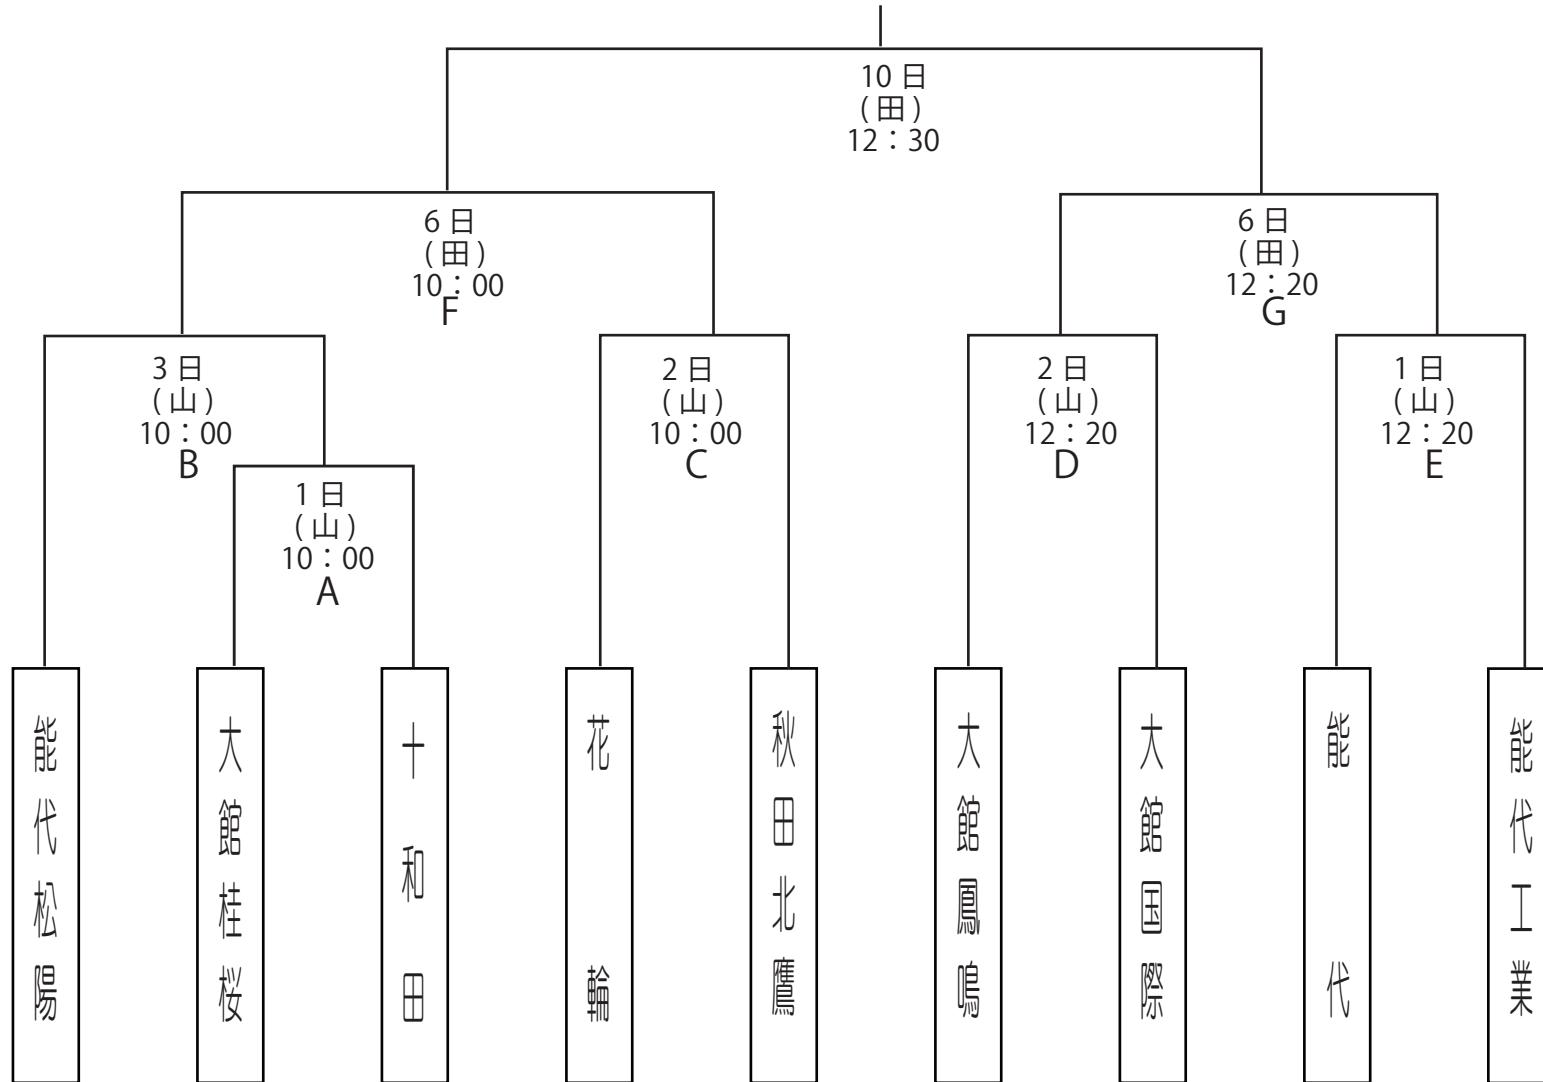 10日
(田)
12：30
6日
(田)
10：00
F
6日
(田)
12：20
G
3日
(山)
10：00
B
2日
(山)
10：00
C
2日
(山)
12：20
D
1日
(山)
12：20
E
1日
(山)
10：00
A
能代松陽
大館桂桜
十和田
花輪
秋田北鷹
大館鳳鳴
大館国際
能代
能代工業